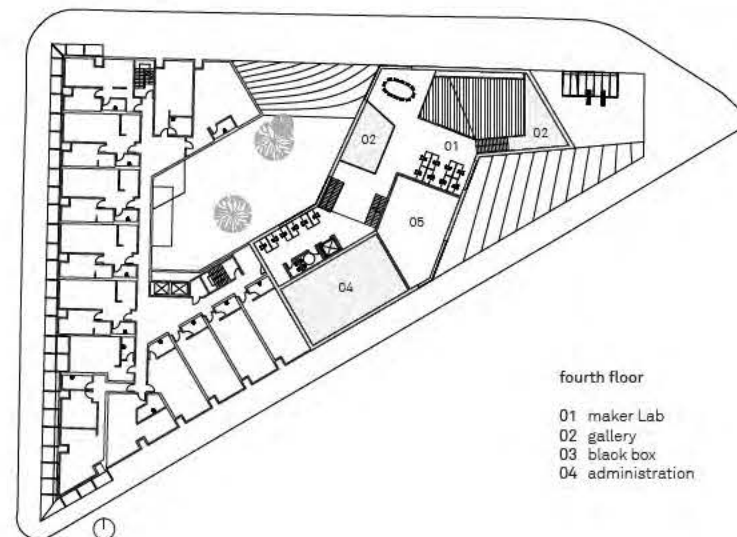 02
01
02
05
04
fourth floor
01 maker Lab
02 gallery
03 black box
04 administration